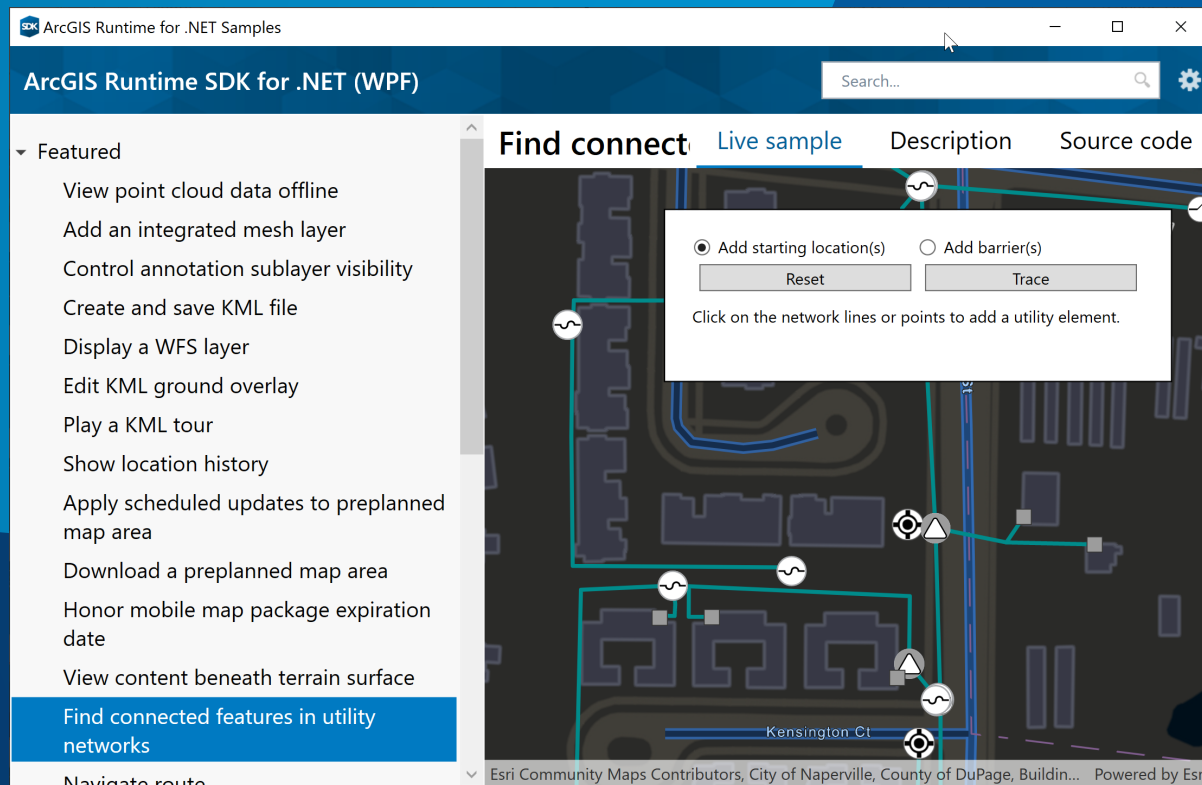 SDK ArcGIS Runtime for .NET Samples
ArcGIS Runtime SDK for .NET (WPF)
Search...
Featured
View point cloud data offline
Add an integrated mesh layer
Control annotation sublayer visibility
Create and save KML file
Display a WFS layer
Edit KML ground overlay
Play a KML tour
Show location history
Apply scheduled updates to preplanned
map area
Download a preplanned map area
Honor mobile map package expiration
date
View content beneath terrain surface
Find connected features in utility
networks
Navigate route
Find connecte
Live sample
Description
Source code
Add starting location(s)
Add barrier(s)
Reset
Trace
Click on the network lines or points to add a utility element.
St
Kensington Ct
Esri Community Maps Contributors, City of Naperville, County of DuPage, Buildin...
Powered by Esr